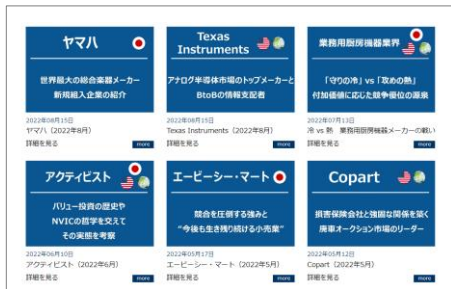 ヤマハ
世界最大の総合楽器メーカー
新規組入企業の紹介
2022年08月15日
ヤマハ（2022年8月）
詳細を見る
more
Texas
Instruments
アナログ半導体市場のトップメーカーと
BtoBの情報支配者
2022年08月15日
Texas Instruments（2022年8月）
詳細を見る
more
業務用厨房機器業界
「守りの冷」vs「攻めの熱」
付加価値に応じた競争優位の源泉
2022年07月13日
冷 vs 熱　業務用厨房機器メーカーの戦い
詳細を見る
more
アクティビスト
バリュー投資の歴史や
NVICの哲学を交えて
その実態を考察
2022年06月10日
アクティビスト（2022年6月）
詳細を見る
more
エービーシー・マート
競合を圧倒する強みと
“今後も生き残り続ける小売業”
2022年05月17日
エービーシー・マート（2022年5月）
詳細を見る
more
Copart
損害保険会社と強固な関係を築く
廃車オークション市場のリーダー
2022年05月12日
Copart（2022年5月）
詳細を見る
more